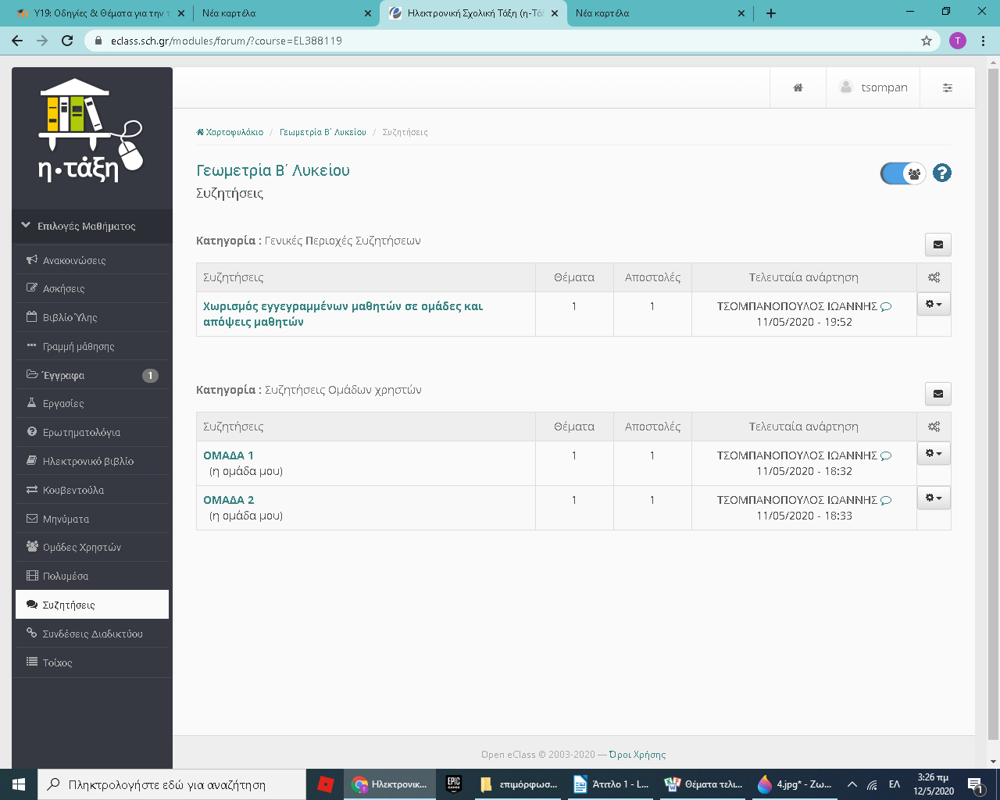 Υ19: Οδηγίες & Θέματα για την τ
Νέα καρτέλα
Ηλεκτρονική Σχολική Τάξη (η-Τάξ
Νέα καρτέλα
eclass.sch.gr/modules/forum/?course=EL388119
T
η·τάξη
tsompan
Επιλογές Μαθήματος
Ανακοινώσεις
Ασκήσεις
Βιβλίο Ύλης
Γραμμή μάθησης
Έγγραφα 1
Εργασίες
Ερωτηματολόγια
Ηλεκτρονικό βιβλίο
Κουβεντούλα
Μηνύματα
Ομάδες Χρηστών
Πολυμέσα
Συζητήσεις
Συνδέσεις Διαδικτύου
Τοίχος
Χαρτοφυλάκιο / Γεωμετρία Β΄ Λυκείου / Συζητήσεις
Γεωμετρία Β΄ Λυκείου
Συζητήσεις
Κατηγορία : Γενικές Περιοχές Συζητήσεων
Συζητήσεις Θέματα Αποστολές Τελευταία ανάρτηση
Χωρισμός εγγεγραμμένων μαθητών σε ομάδες και 1 1 ΤΣΟΜΠΑΝΟΠΟΥΛΟΣ ΙΩΑΝΝΗΣ
απόψεις μαθητών 11/05/2020 - 19:52
Κατηγορία : Συζητήσεις Ομάδων χρηστών
Συζητήσεις Θέματα Αποστολές Τελευταία ανάρτηση
ΟΜΑΔΑ 1 1 1 ΤΣΟΜΠΑΝΟΠΟΥΛΟΣ ΙΩΑΝΝΗΣ
(η ομάδα μου) 11/05/2020 - 18:32
ΟΜΑΔΑ 2 1 1 ΤΣΟΜΠΑΝΟΠΟΥΛΟΣ ΙΩΑΝΝΗΣ
(η ομάδα μου) 11/05/2020 - 18:33
Open eClass © 2003-2020 — Όροι Χρήσης
Πληκτρολογήστε εδώ για αναζήτηση
Ηλεκτρονικ...
EPIC GAMES
επιμόρφωσ...
Άτιτλο 1 - L...
Θέματα τελι...
4.jpg* - Ζω...
ΕΛ
3:26 πμ
12/5/2020
1